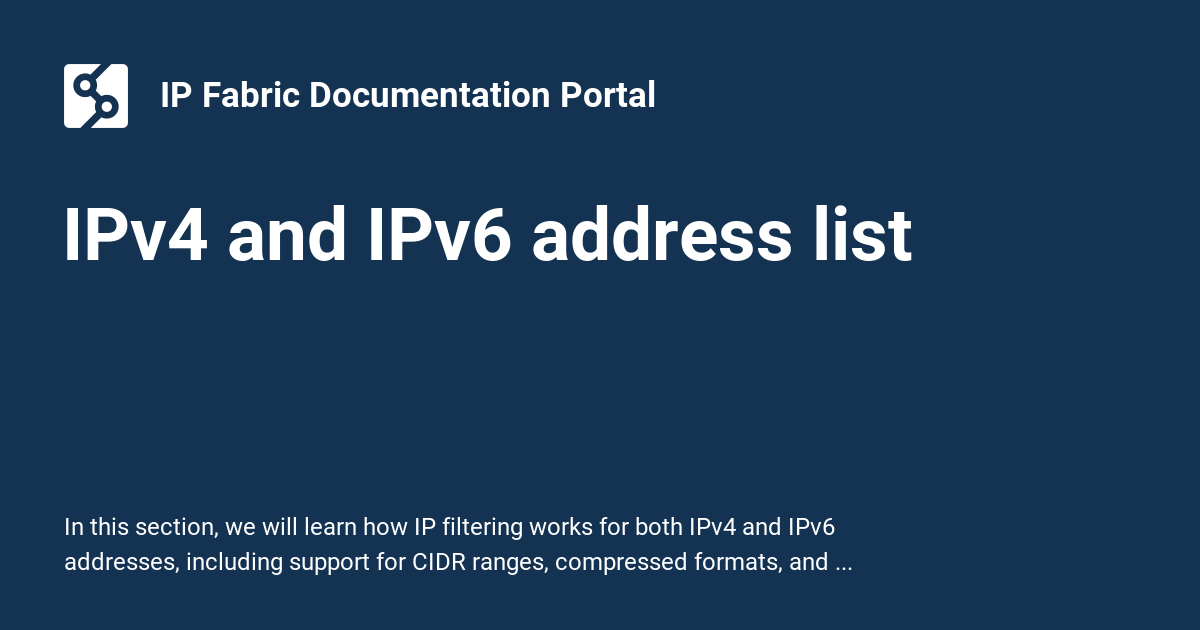 IP Fabric Documentation Portal
IPv4 and IPv6 address list
In this section, we will learn how IP filtering works for both IPv4 and IPv6
addresses, including support for CIDR ranges, compressed formats, and ...